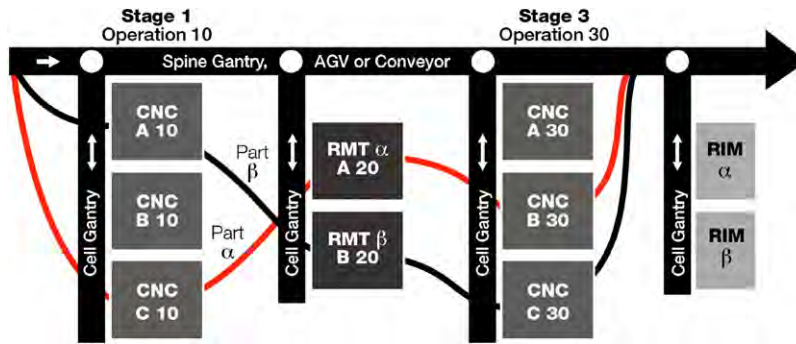 Stage 1
Operation 10
Stage 3
Operation 30
Spine Gantry,
AGV or Conveyor
Cell Gantry
CNC
A 10
CNC
B 10
CNC
C 10
Part
β
Part
α
Cell Gantry
RMT α
A 20
RMT β
B 20
Cell Gantry
CNC
A 30
CNC
B 30
CNC
C 30
Cell Gantry
RIM
α
RIM
β